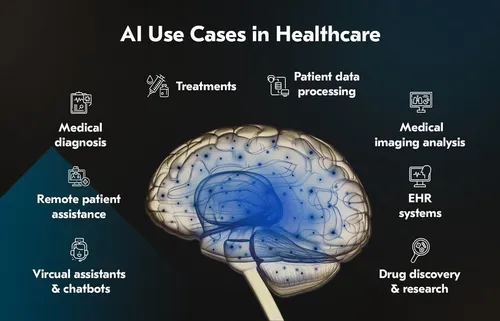 AI Use Cases in Healthcare
Treatments
Patient data
processing
Medical
diagnosis
Medical
imaging analysis
Remote patient
assistance
EHR
systems
Vircual assistants
& chatbots
Drug discovery
& research